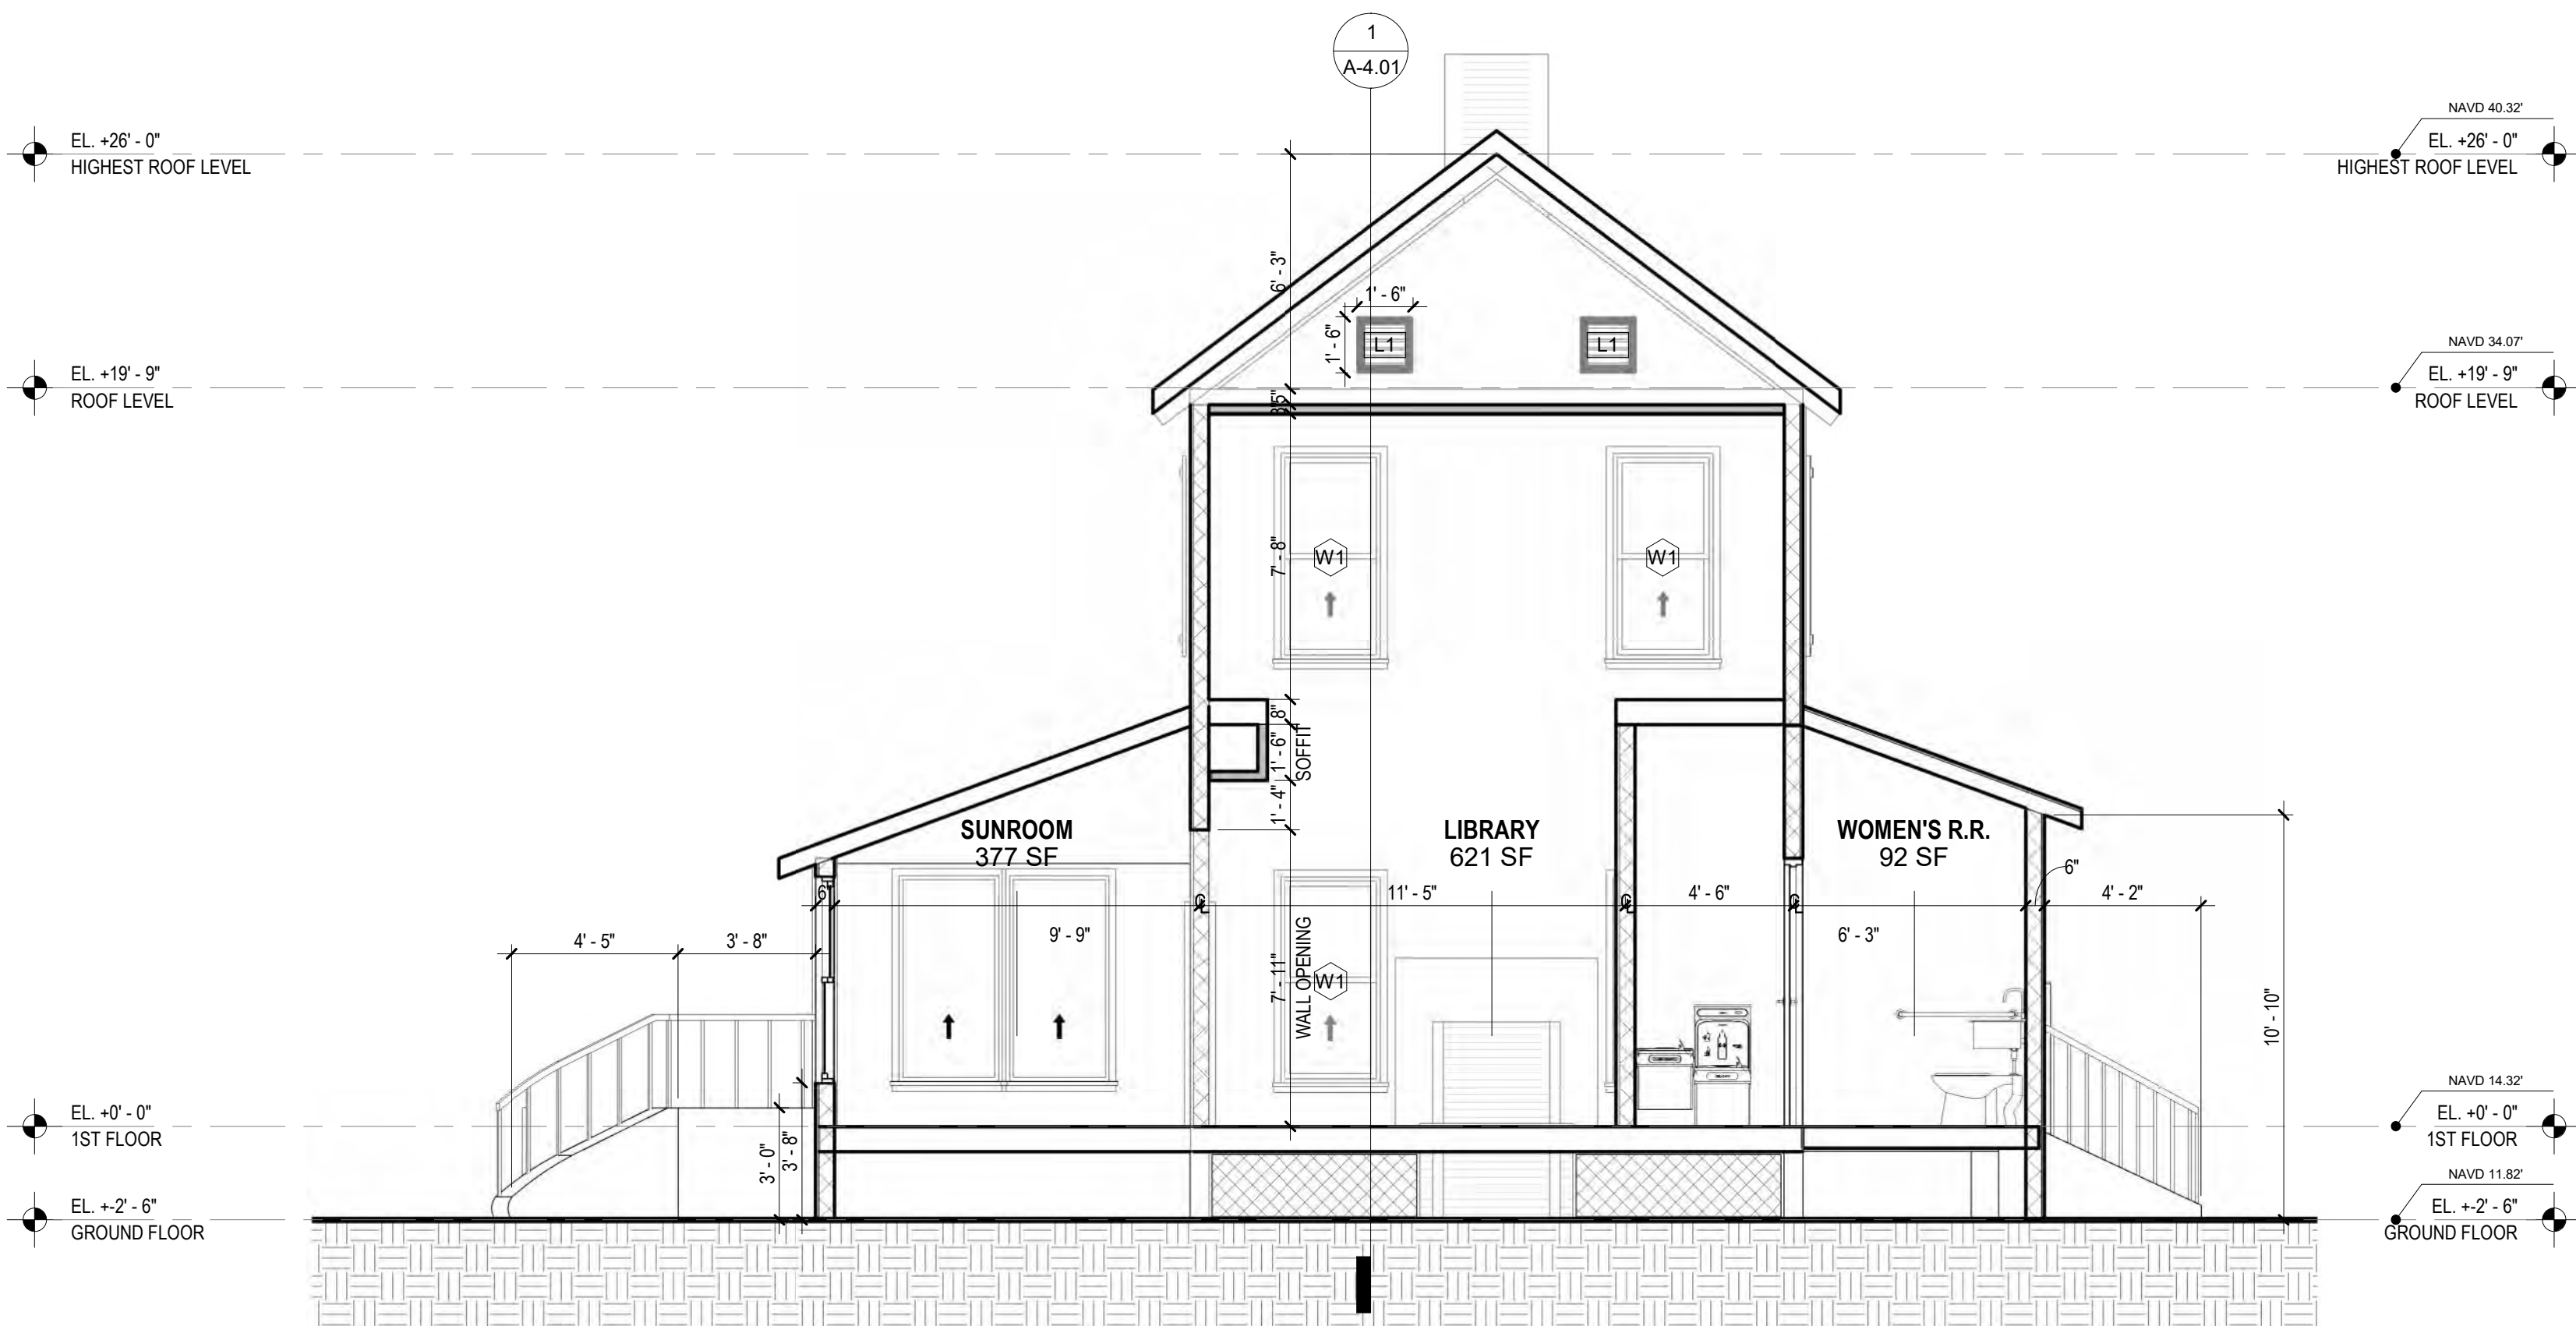 1
A-4.01
NAVD 40.32'
EL. +26' - 0"
HIGHEST ROOF LEVEL
EL. +26' - 0"
HIGHEST ROOF LEVEL
6' - 3"
1' - 6"
1' - 6"
L1
L1
NAVD 34.07'
EL. +19' - 9"
ROOF LEVEL
EL. +19' - 9"
ROOF LEVEL
7' - 8"
W1
W1
8"
1' - 6"
SOFFIT
1' - 4"
SUNROOM
377 SF
LIBRARY
621 SF
WOMEN'S R.R.
92 SF
6"
6"
11' - 5"
4' - 6"
4' - 2"
4' - 5"
3' - 8"
9' - 9"
6' - 3"
7' - 11"
WALL OPENING
W1
10' - 10"
NAVD 14.32'
EL. +0' - 0"
1ST FLOOR
EL. +0' - 0"
1ST FLOOR
3' - 0"
3' - 8"
NAVD 11.82'
EL. +-2' - 6"
GROUND FLOOR
EL. +-2' - 6"
GROUND FLOOR